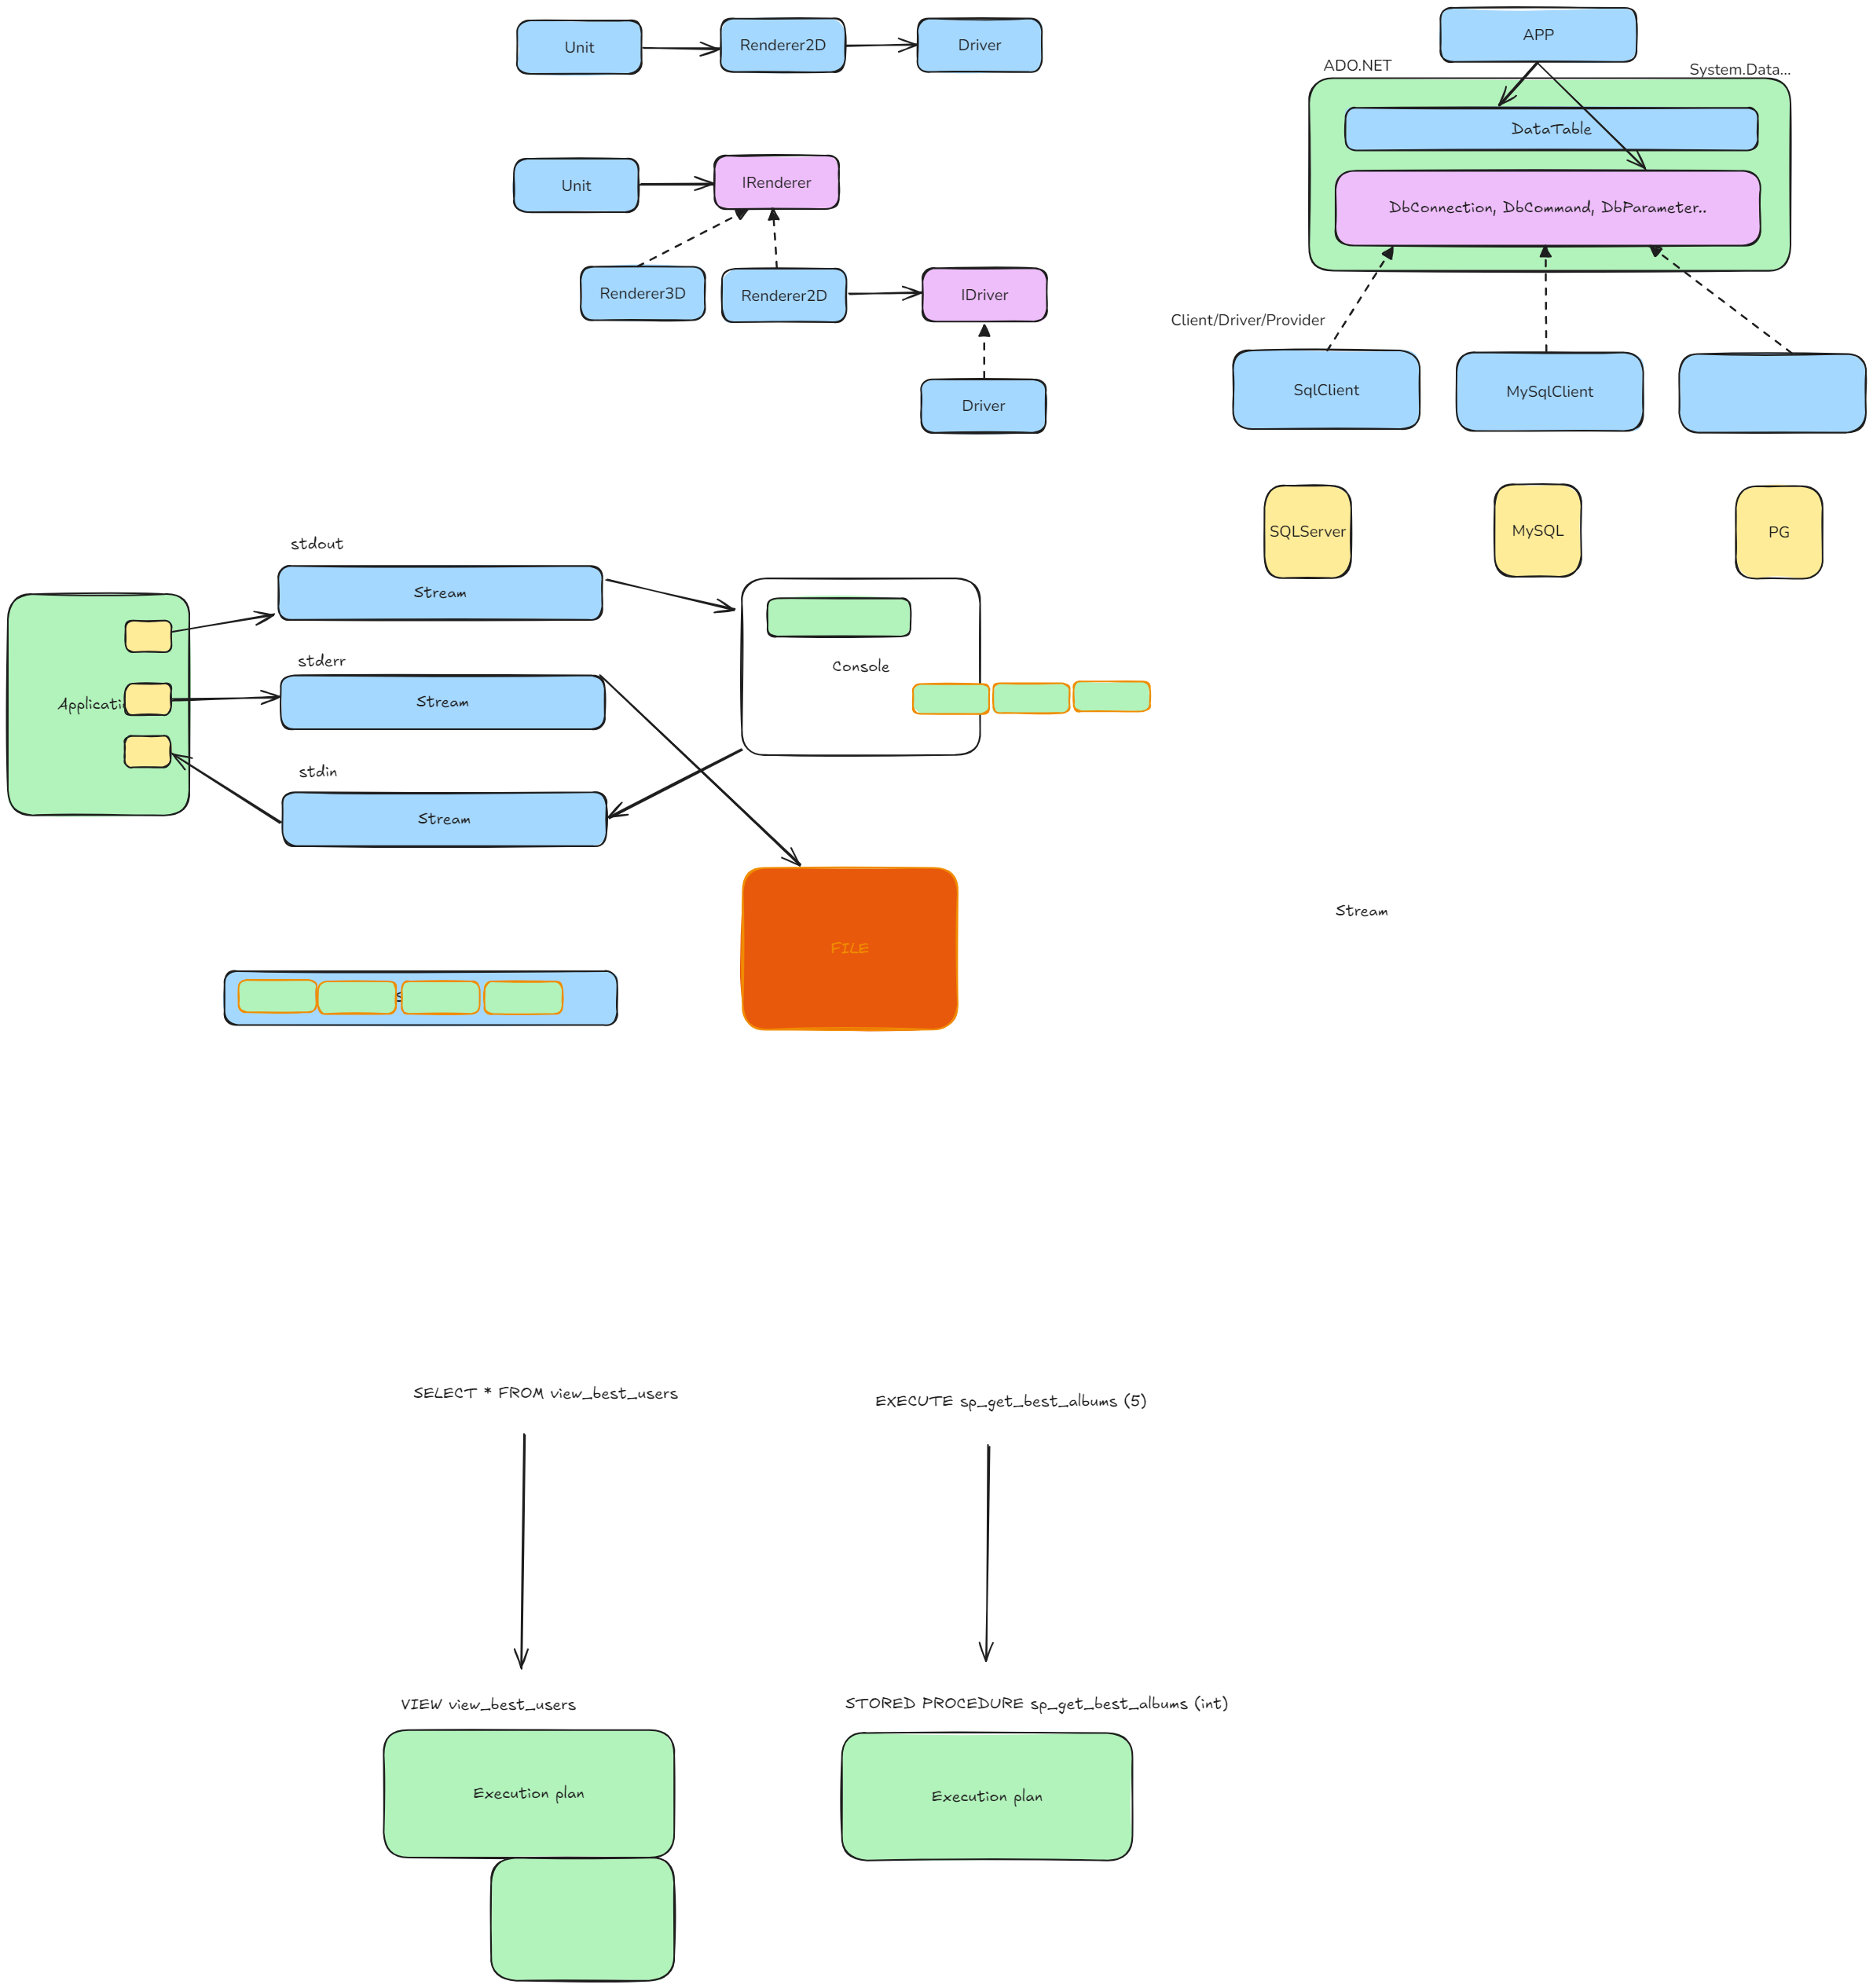 Unit
Renderer2D
Driver
APP
ADO.NET
System.Data...
DataTable
DbConnection, DbCommand, DbParameter..
Unit
IRenderer
Renderer3D
Renderer2D
IDriver
Driver
Client/Driver/Provider
SqlClient
MySqlClient
SQLServer
MySQL
PG
stdout
Stream
stderr
Stream
stdin
Stream
Console
FILE
Stream
SELECT * FROM view_best_users
EXECUTE sp_get_best_albums (5)
VIEW view_best_users
STORED PROCEDURE sp_get_best_albums (int)
Execution plan
Execution plan